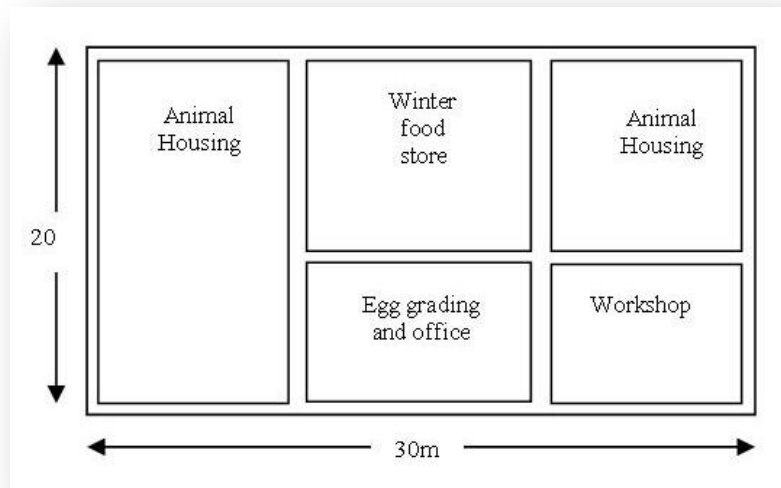 Animal
Housing
Winter
food
store
Animal
Housing
20
Egg grading
and office
Workshop
30m